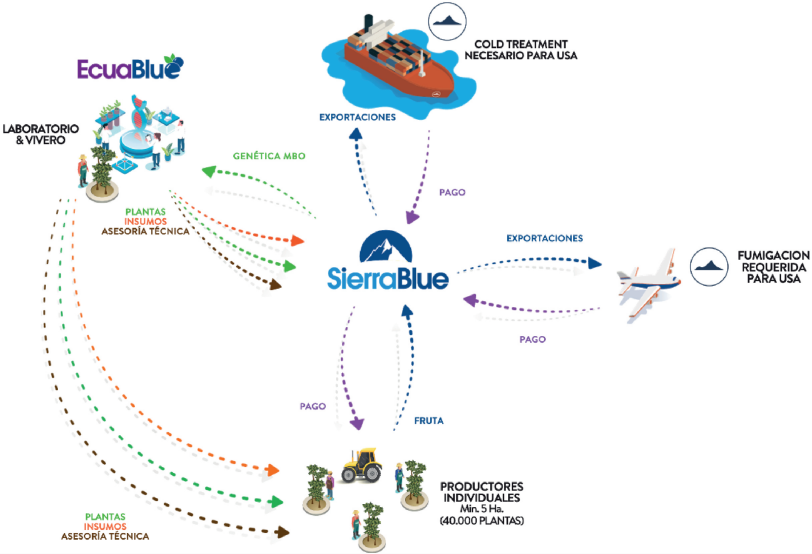 COLD TREATMENT
NECESARIO PARA USA
EcuaBlue
LABORATORIO
& VIVERO
EXPORTACIONES
GENÉTICA MBO
PAGO
PLANTAS
INSUMOS
ASESORÍA TÉCNICA
SierraBlue
EXPORTACIONES
FUMIGACION
REQUERIDA
PARA USA
PAGO
PAGO
FRUTA
PRODUCTORES
INDIVIDUALES
Min. 5 Ha.
(40.000 PLANTAS)
PLANTAS
INSUMOS
ASESORÍA TÉCNICA